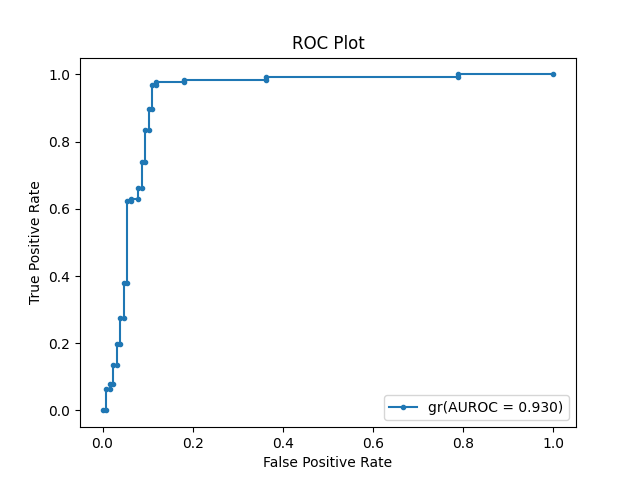 ROC Plot
True Positive Rate
1.0
0.8
0.6
0.4
0.2
0.0
gr(AUROC = 0.930)
0.0 0.2 0.4 0.6 0.8 1.0
False Positive Rate